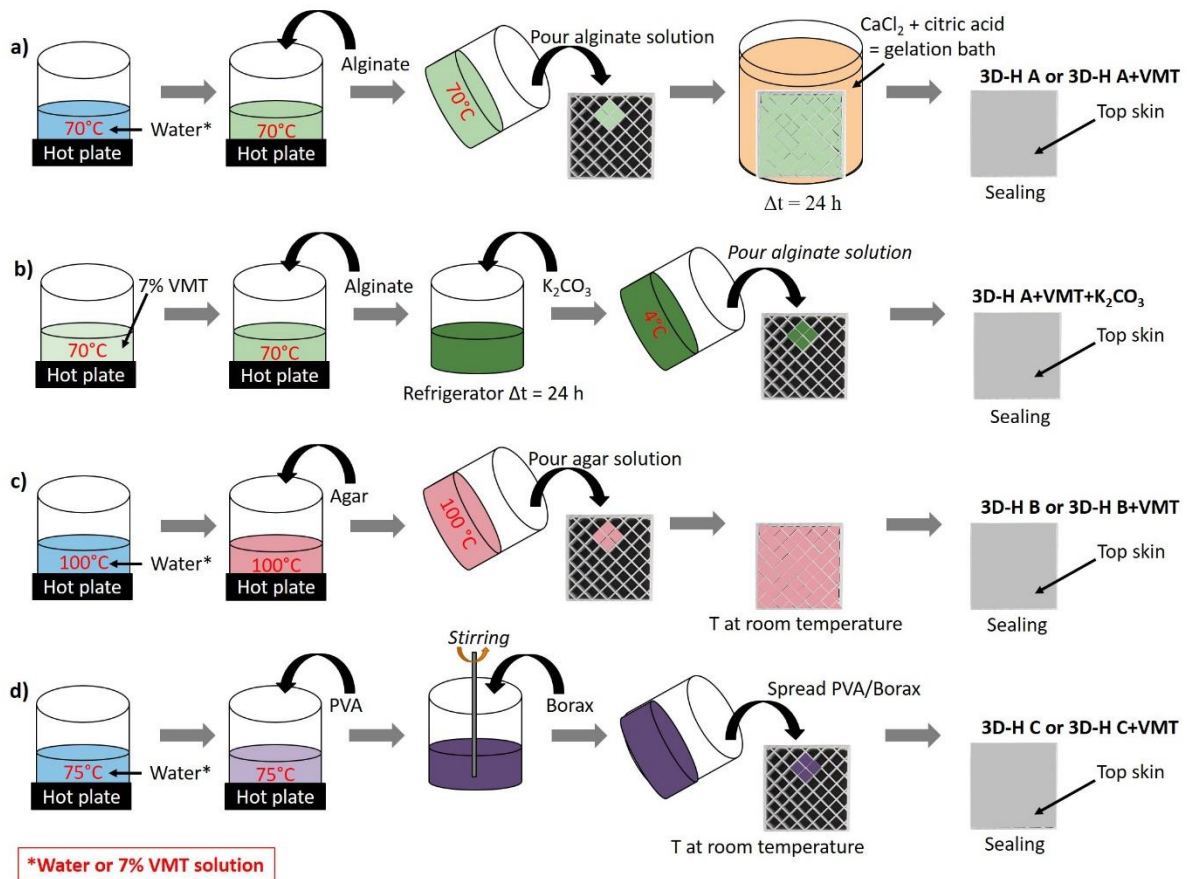 a)
70°C
Water*
Hot plate
Alginate
70°C
Hot plate
Pour alginate solution
70°C
CaCl₂ + citric acid
= gelation bath
Δt = 24 h
3D-H A or 3D-H A+VMT
Top skin
Sealing
b)
7% VMT
70°C
Hot plate
Alginate
70°C
Hot plate
K₂CO₃
Refrigerator Δt = 24 h
Pour alginate solution
4°C
3D-H A+VMT+K₂CO₃
Top skin
Sealing
c)
100°C
Water*
Hot plate
Agar
100°C
Hot plate
Pour agar solution
100 °C
T at room temperature
3D-H B or 3D-H B+VMT
Top skin
Sealing
d)
75°C
Water*
Hot plate
PVA
75°C
Hot plate
Stirring
Borax
Spread PVA/Borax
T at room temperature
3D-H C or 3D-H C+VMT
Top skin
Sealing
*Water or 7% VMT solution